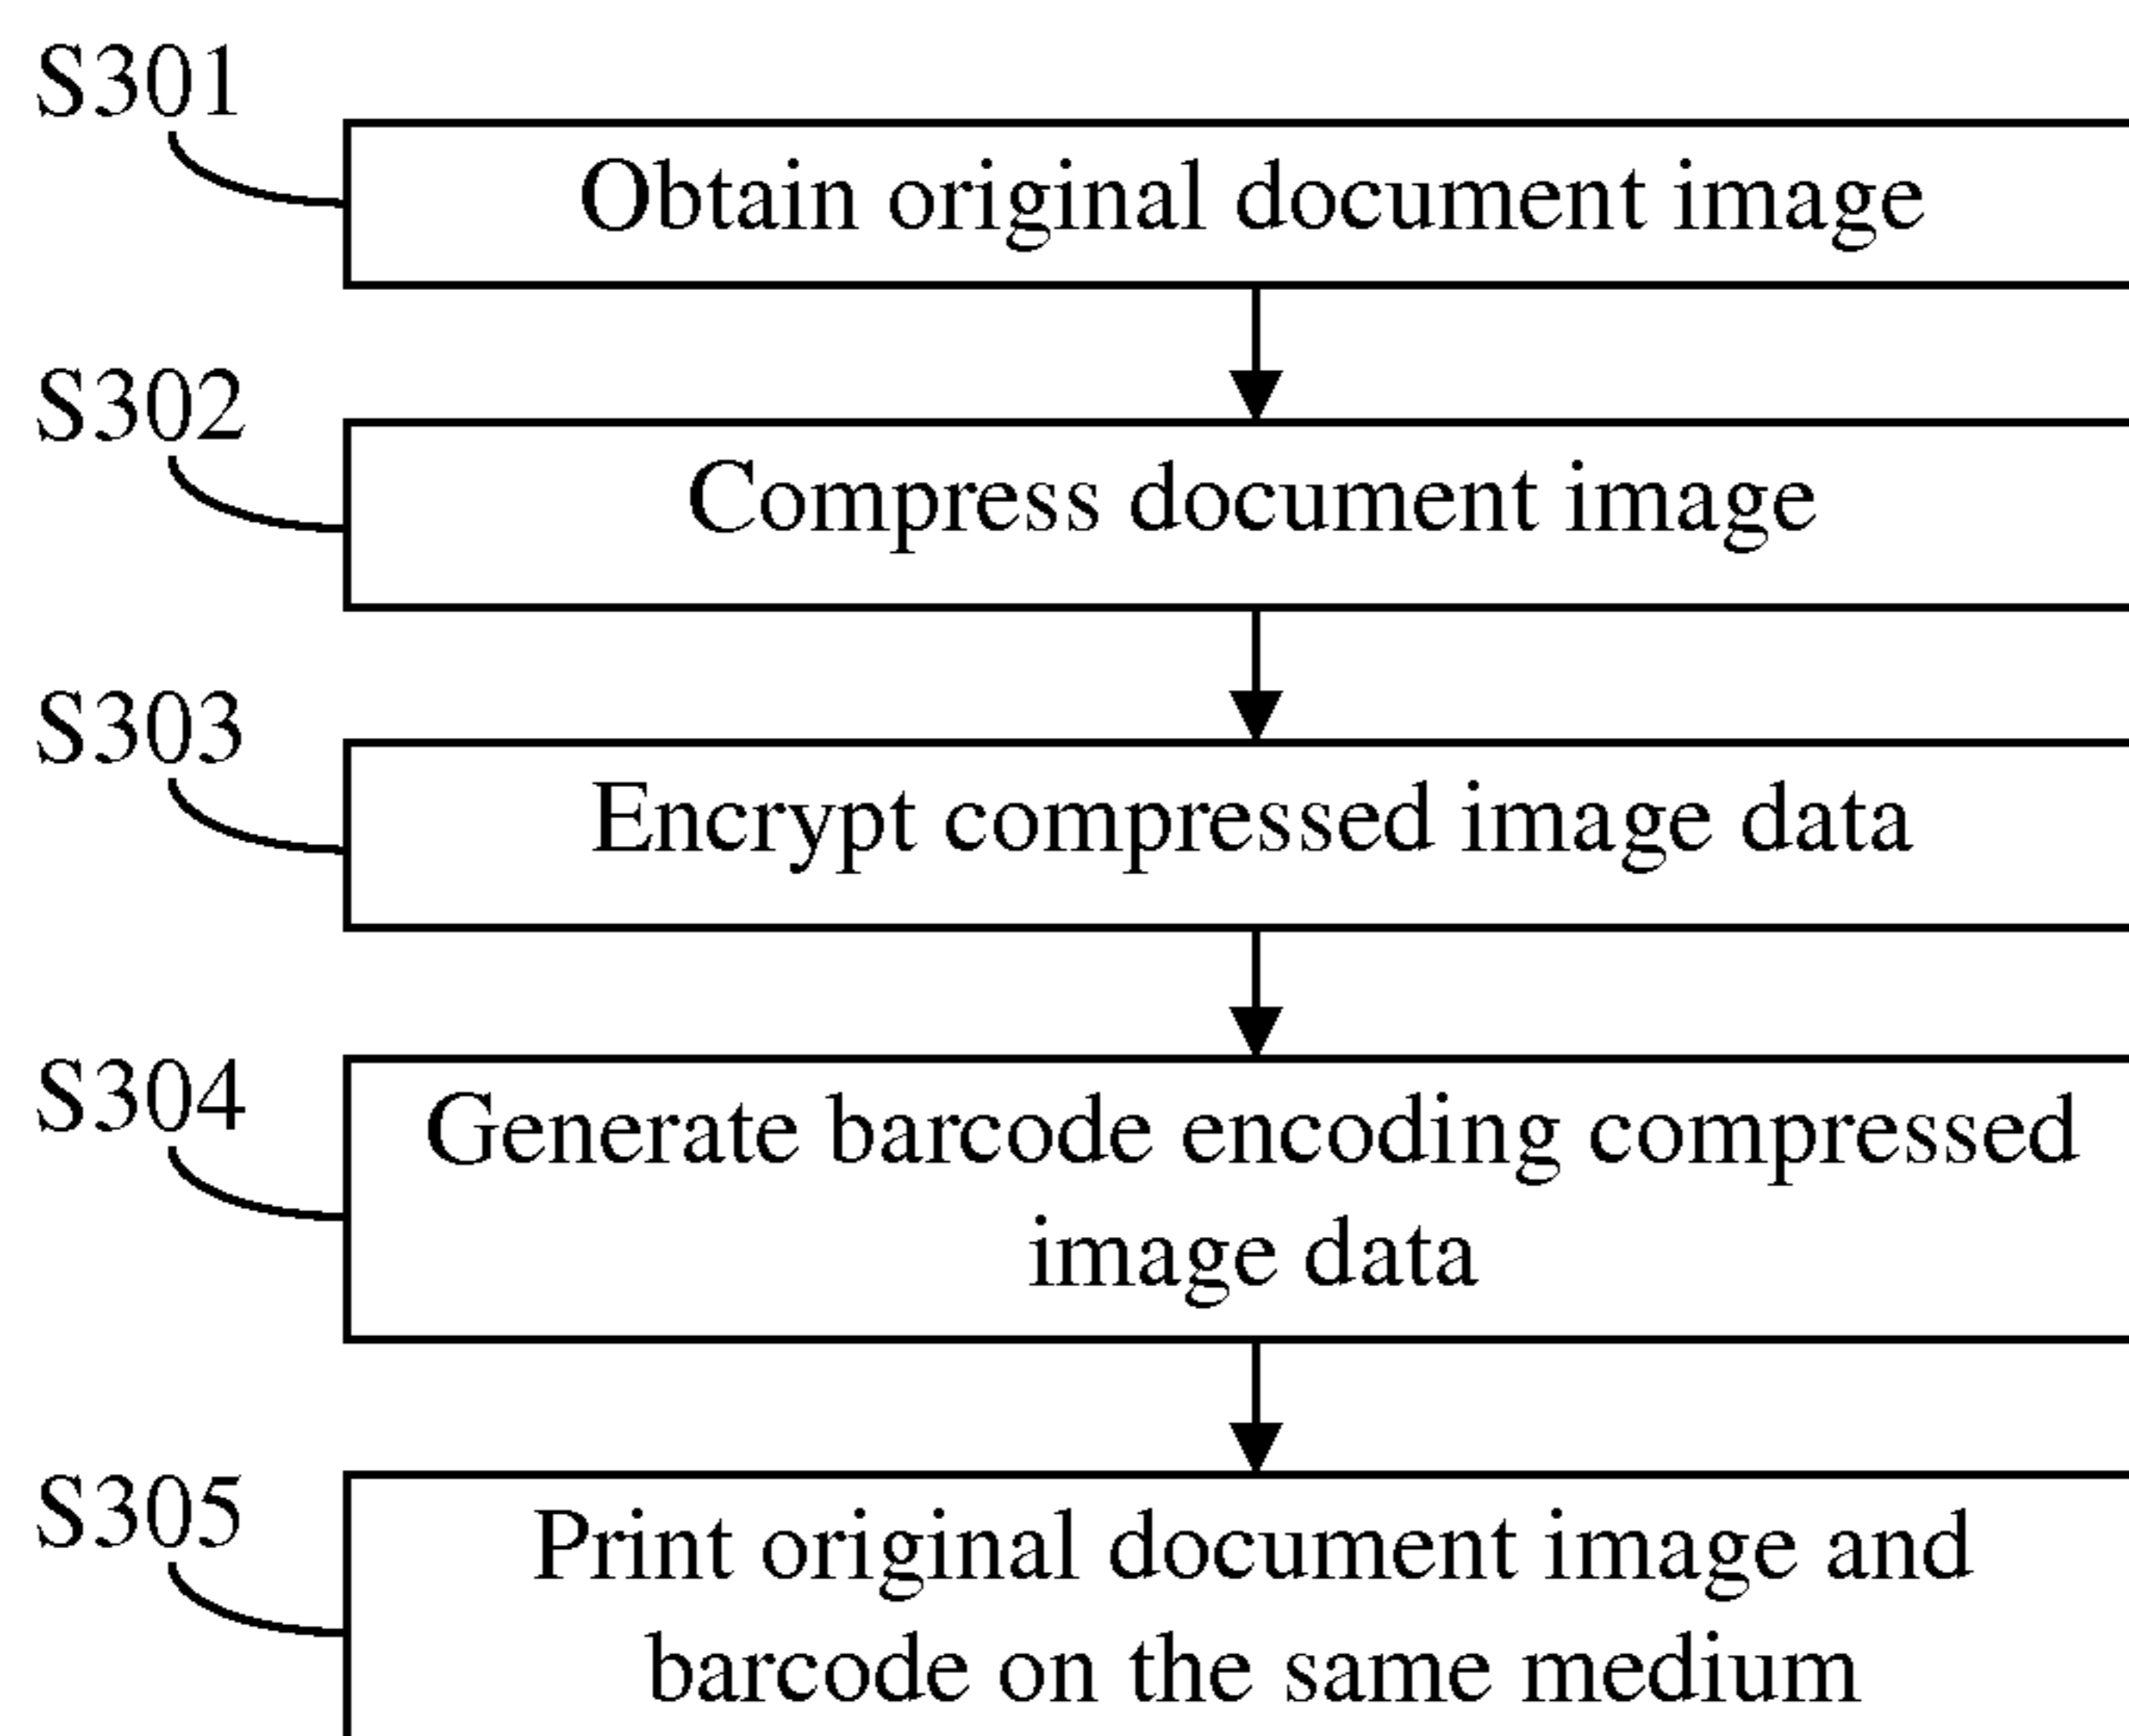 S301
Obtain original document image
S302
Compress document image
S303
Encrypt compressed image data
S304
Generate barcode encoding compressed
image data
S305
Print original document image and
barcode on the same medium